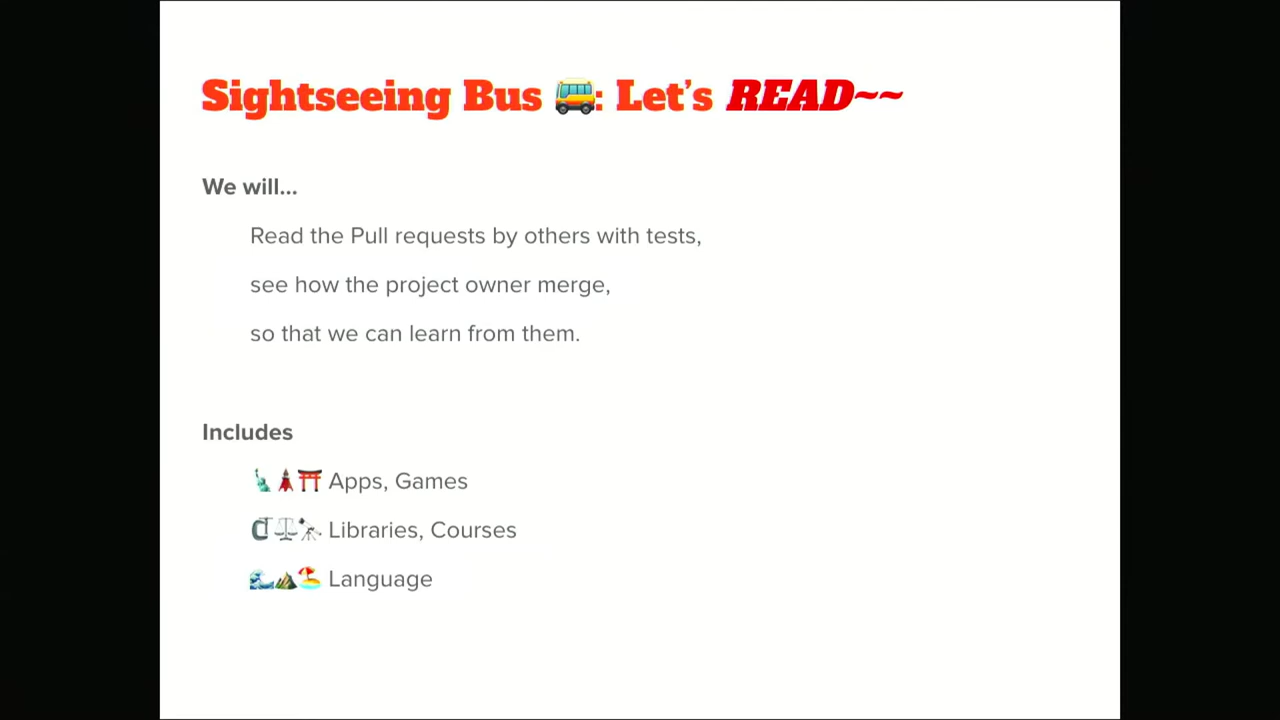 Sightseeing Bus 🚌: Let's READ~~
We will...
Read the Pull requests by others with tests,
see how the project owner merge,
so that we can learn from them.
Includes
🗽🗼⛩ Apps, Games
🗜⚖🔭 Libraries, Courses
🌊⛰🏖 Language